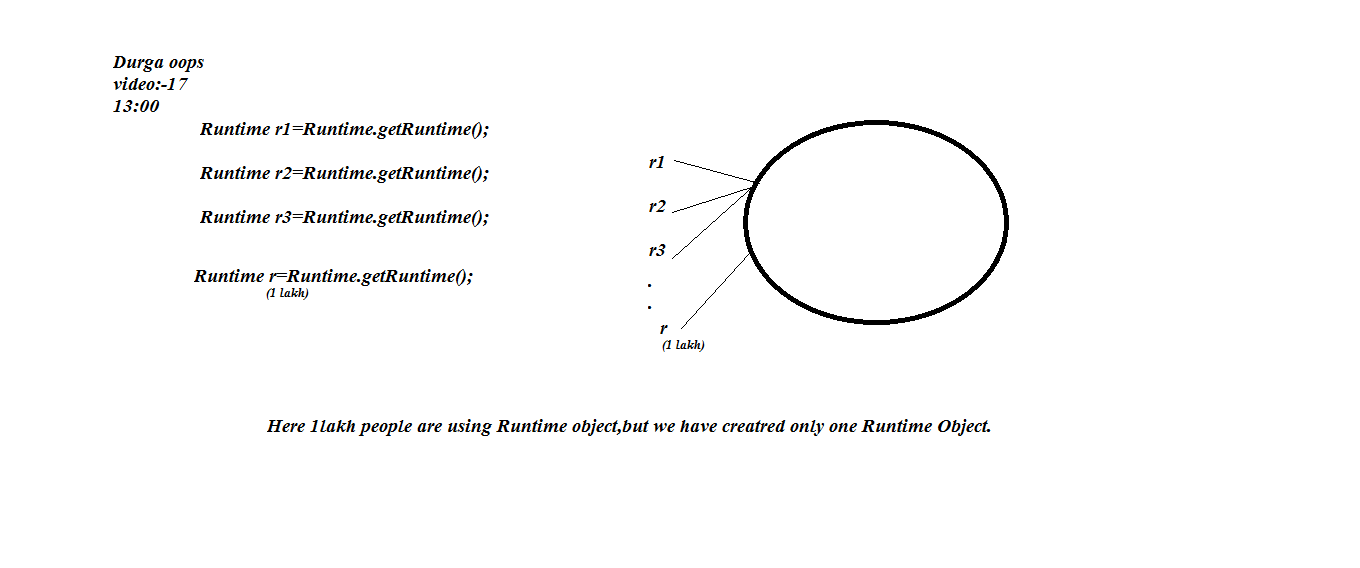 Durga oops
video:-17
13:00
Runtime r1=Runtime.getRuntime();
Runtime r2=Runtime.getRuntime();
Runtime r3=Runtime.getRuntime();
Runtime r=Runtime.getRuntime();
(1 lakh)
r1
r2
r3
.
.
r
(1 lakh)
Here 1lakh people are using Runtime object,but we have creatred only one Runtime Object.